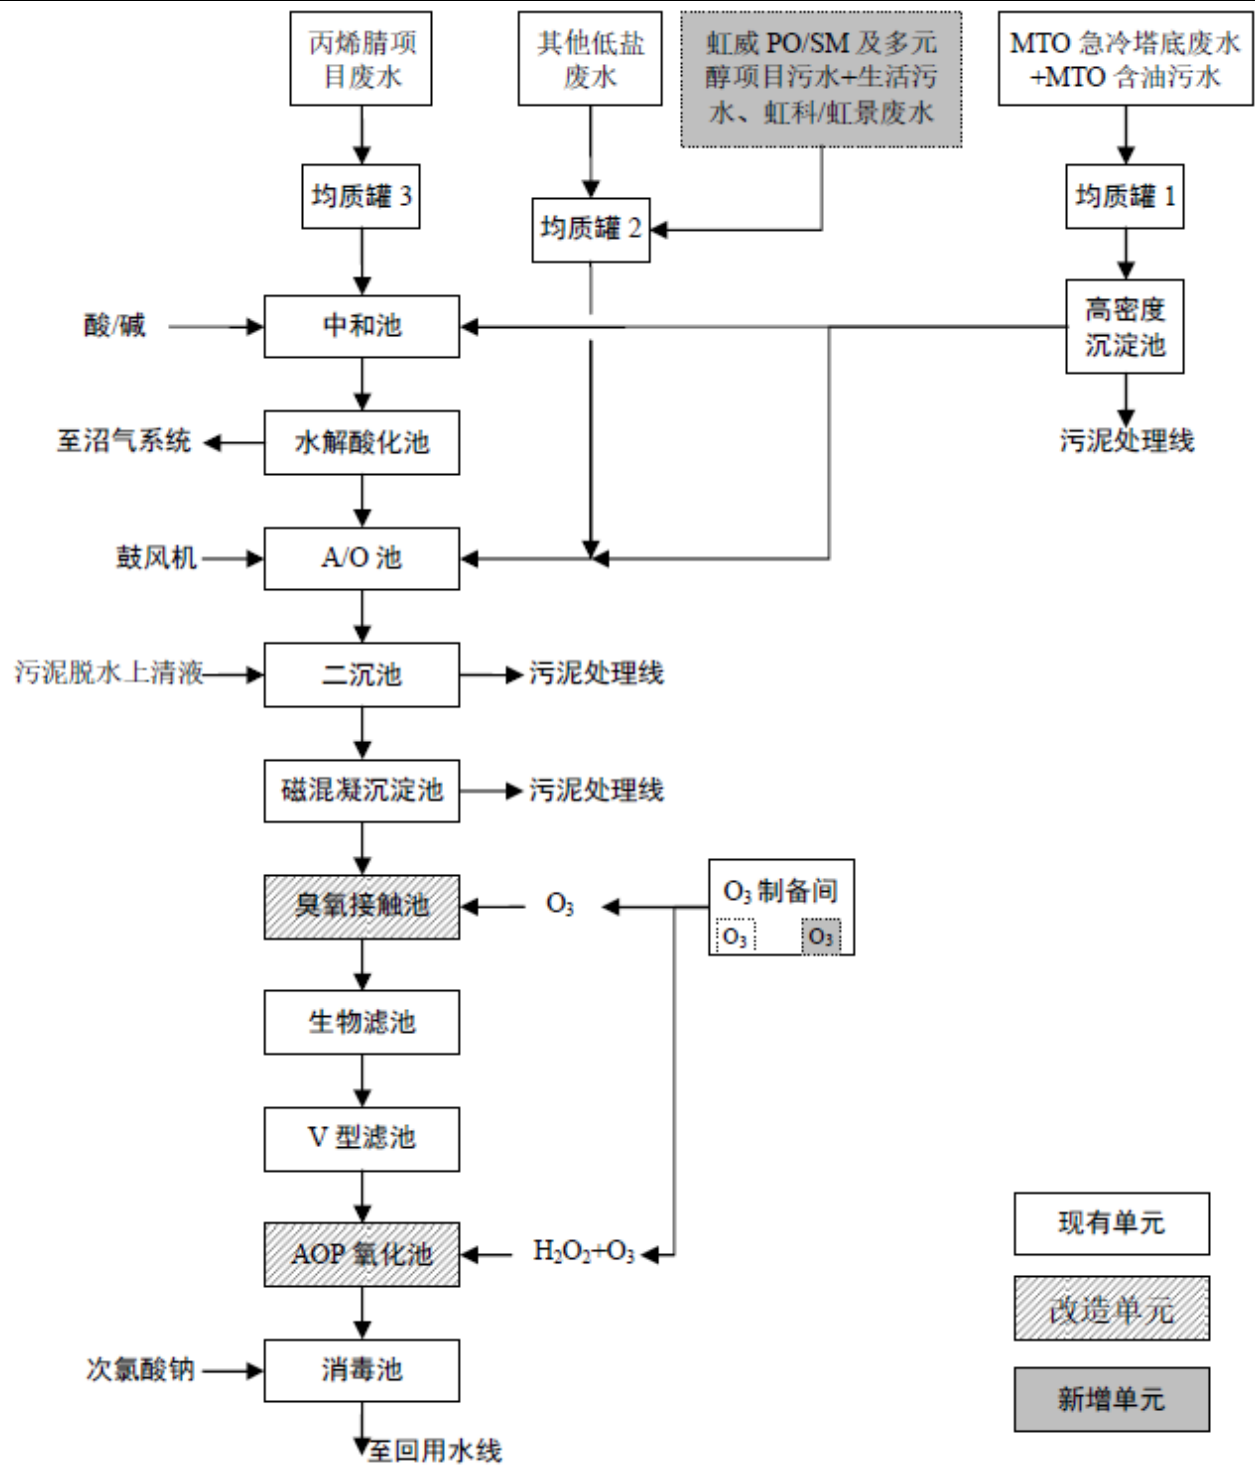 丙烯腈项
目废水
其他低盐
废水
虹威 PO/SM 及多元
醇项目污水+生活污
水、虹科/虹景废水
MTO 急冷塔底废水
+MTO 含油污水
均质罐 3
均质罐 2
均质罐 1
酸/碱
中和池
高密度
沉淀池
至沼气系统
水解酸化池
污泥处理线
鼓风机
A/O 池
污泥脱水上清液
二沉池
污泥处理线
磁混凝沉淀池
污泥处理线
臭氧接触池
O₃
O₃ 制备间
O₃
O₃
生物滤池
V 型滤池
AOP 氧化池
H₂O₂+O₃
现有单元
改造单元
次氯酸钠
消毒池
新增单元
至回用水线